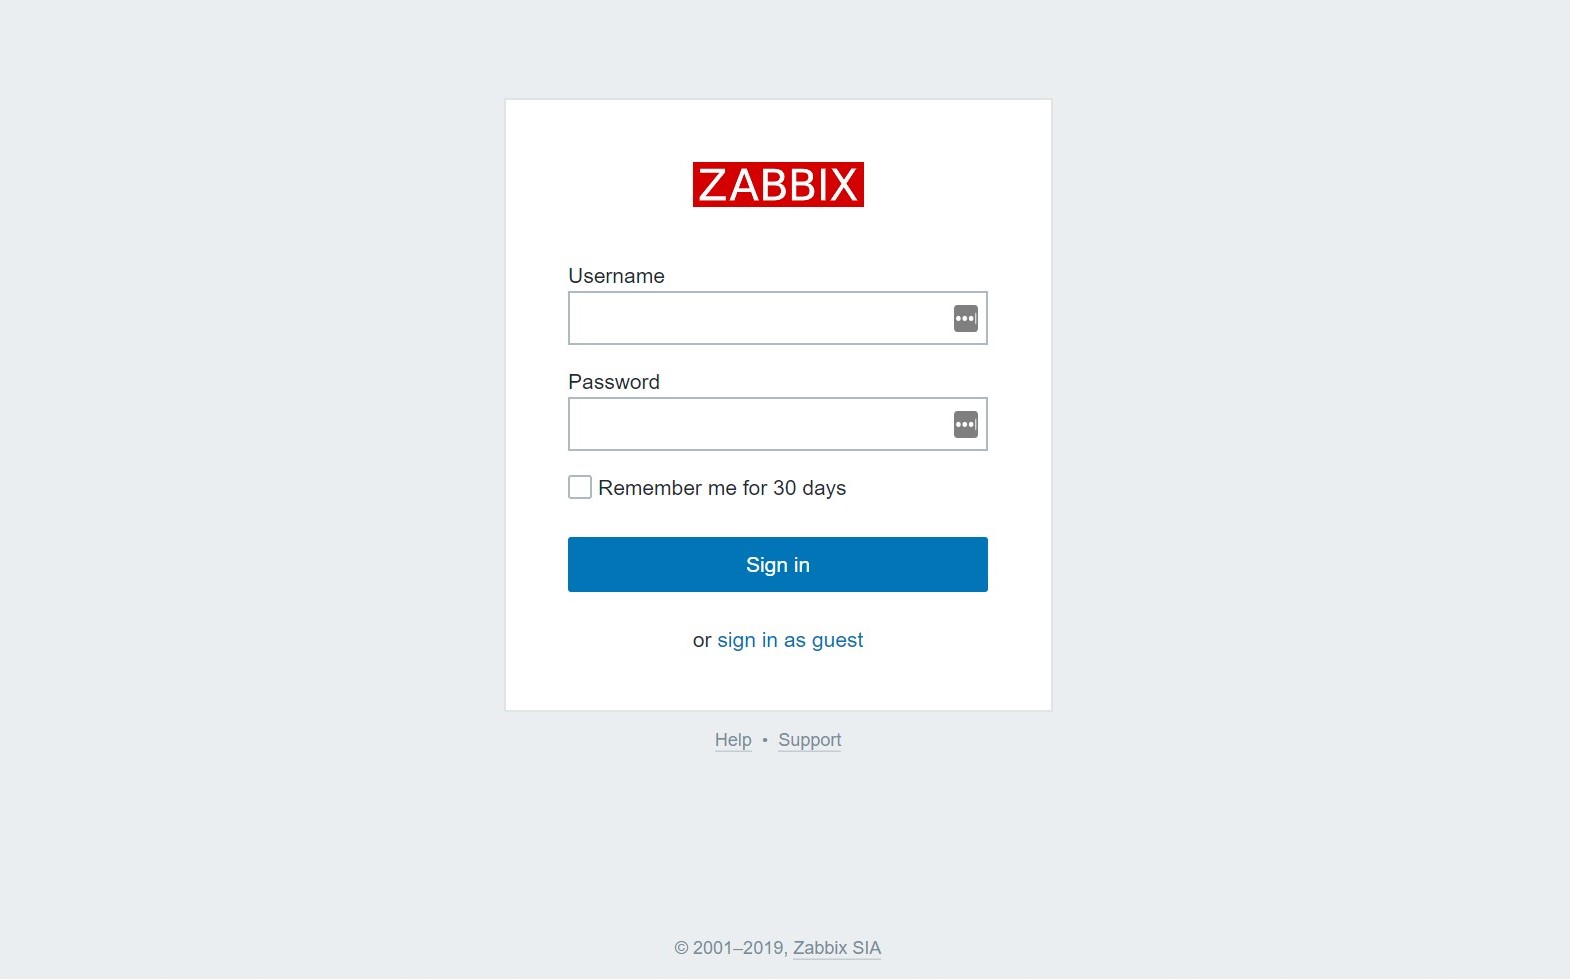 ZABBIX
Username
Password
Remember me for 30 days
Sign in
or sign in as guest
Help • Support
© 2001–2019, Zabbix SIA